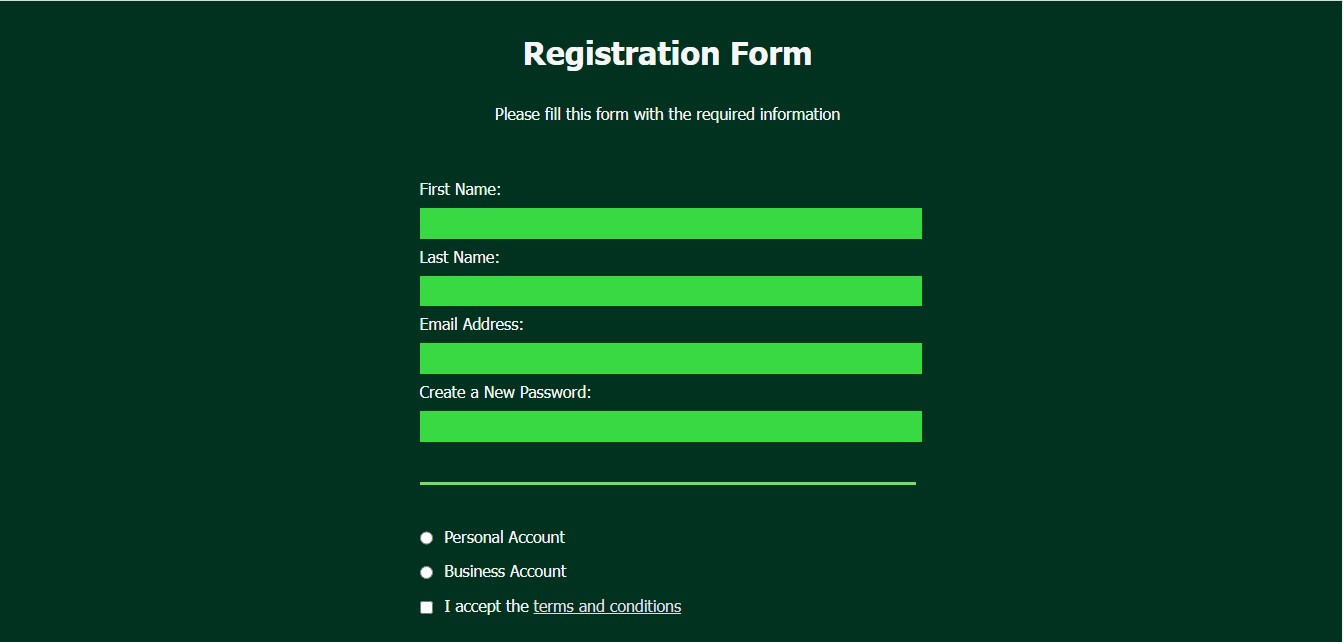 Registration Form
Please fill this form with the required information
First Name:
Last Name:
Email Address:
Create a New Password:
Personal Account
Business Account
I accept the terms and conditions